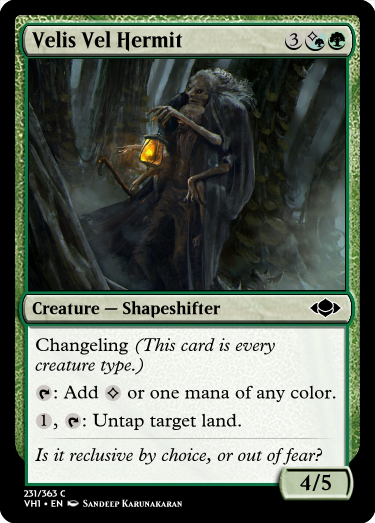 Velis Vel Hermit 3
Creature — Shapeshifter
Changeling (This card is every
creature type.)
: Add or one mana of any color.
1, : Untap target land.
Is it reclusive by choice, or out of fear?
4/5
231/363 C
VH1 • EN Sandeep Karunakaran